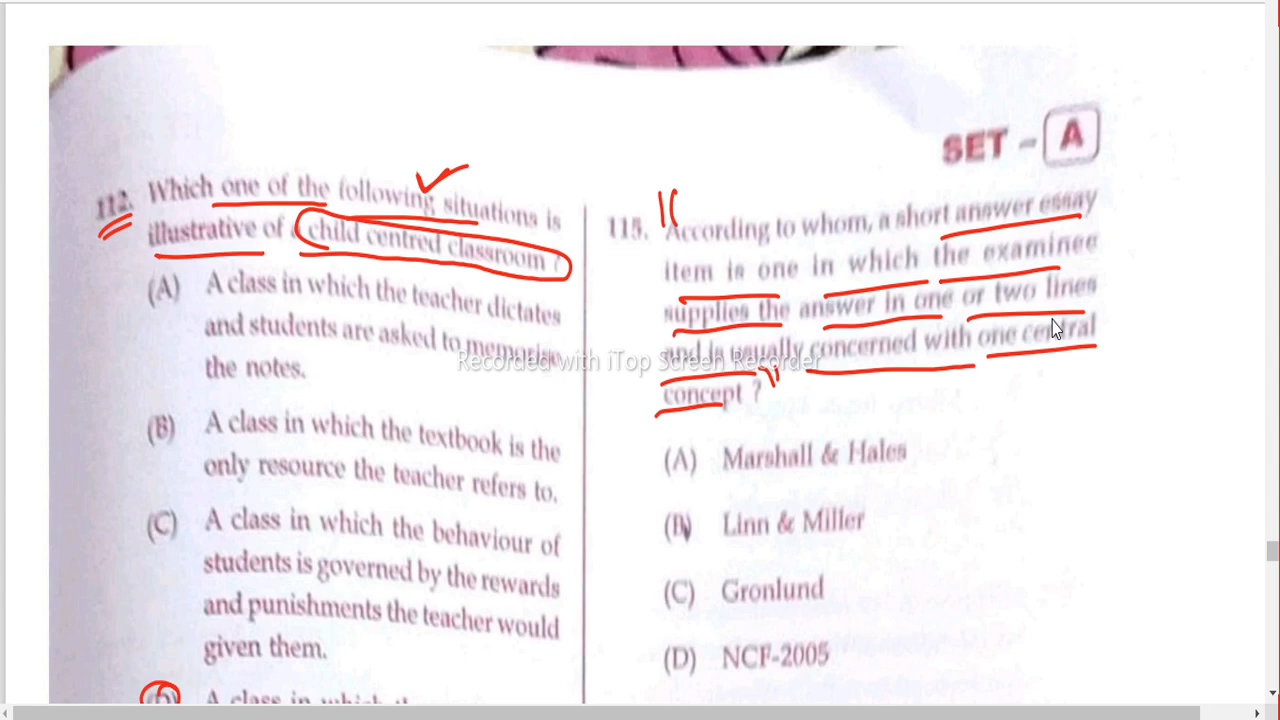 SET - A
112. Which one of the following situations is
illustrative of a child centred classroom ?
(A) A class in which the teacher dictates
and students are asked to memorise
the notes.
(B) A class in which the textbook is the
only resource the teacher refers to.
(C) A class in which the behaviour of
students is governed by the rewards
and punishments the teacher would
given them.
(D) A class in which
115. According to whom, a short answer essay
item is one in which the examinee
supplies the answer in one or two lines
and is usually concerned with one central
concept ?
(A) Marshall & Hales
(B) Linn & Miller
(C) Gronlund
(D) NCF-2005
Recorded with iTop Screen Recorder